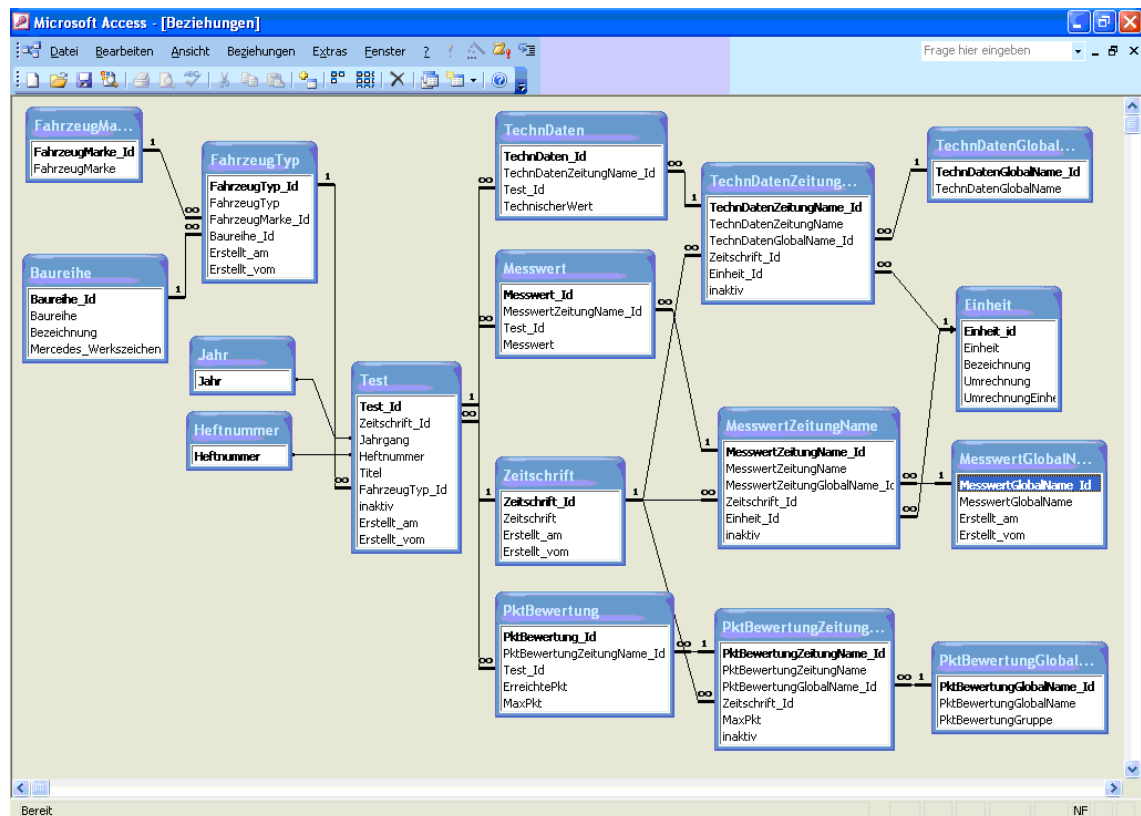 Microsoft Access - [Beziehungen]
Datei Bearbeiten Ansicht Beziehungen Extras Fenster ? Frage hier eingeben
FahrzeugMa...
FahrzeugMarke_Id
FahrzeugMarke
FahrzeugTyp
FahrzeugTyp_Id
FahrzeugTyp
FahrzeugMarke_Id
Baureihe_Id
Erstellt_am
Erstellt_vom
Baureihe
Baureihe_Id
Baureihe
Bezeichnung
Mercedes_Werkszeichen
Jahr
Jahr
Heftnummer
Heftnummer
Test
Test_Id
Zeitschrift_Id
Jahrgang
Heftnummer
Titel
FahrzeugTyp_Id
inaktiv
Erstellt_am
Erstellt_vom
TechnDaten
TechnDaten_Id
TechnDatenZeitungName_Id
Test_Id
TechnischerWert
Messwert
Messwert_Id
MesswertZeitungName_Id
Test_Id
Messwert
Zeitschrift
Zeitschrift_Id
Zeitschrift
Erstellt_am
Erstellt_vom
PktBewertung
PktBewertung_Id
PktBewertungZeitungName_Id
Test_Id
ErreichtePkt
MaxPkt
TechnDatenZeitung...
TechnDatenZeitungName_Id
TechnDatenZeitungName
TechnDatenGlobalName_Id
Zeitschrift_Id
Einheit_Id
inaktiv
MesswertZeitungName
MesswertZeitungName_Id
MesswertZeitungName
MesswertZeitungGlobalName_Id
Zeitschrift_Id
Einheit_Id
inaktiv
PktBewertungZeitung...
PktBewertungZeitungName_Id
PktBewertungZeitungName
PktBewertungGlobalName_Id
Zeitschrift_Id
MaxPkt
inaktiv
TechnDatenGlobal...
TechnDatenGlobalName_Id
TechnDatenGlobalName
Einheit
Einheit_id
Einheit
Bezeichnung
Umrechnung
UmrechnungEinhe
MesswertGlobalN...
MesswertGlobalName_Id
MesswertGlobalName
Erstellt_am
Erstellt_vom
PktBewertungGlobal...
PktBewertungGlobalName_Id
PktBewertungGlobalName
PktBewertungGruppe
Bereit NF